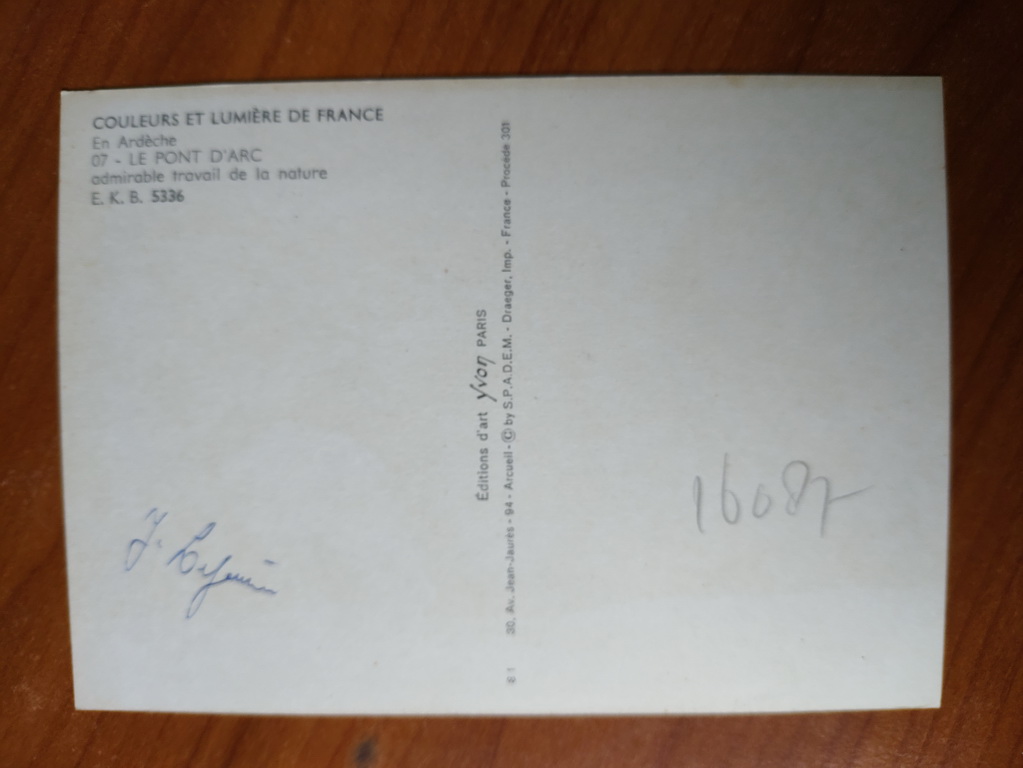 COULEURS ET LUMIÈRE DE FRANCE
En Ardèche
07 - LE PONT D'ARC
admirable travail de la nature
E. K. B. 5336
Éditions d'art yvon PARIS
30, Av. Jean-Jaurès - 94 - Arcueil - © by S.P.A.D.E.M. - Draeger, Imp. - France - Procédé 301
16087
J.